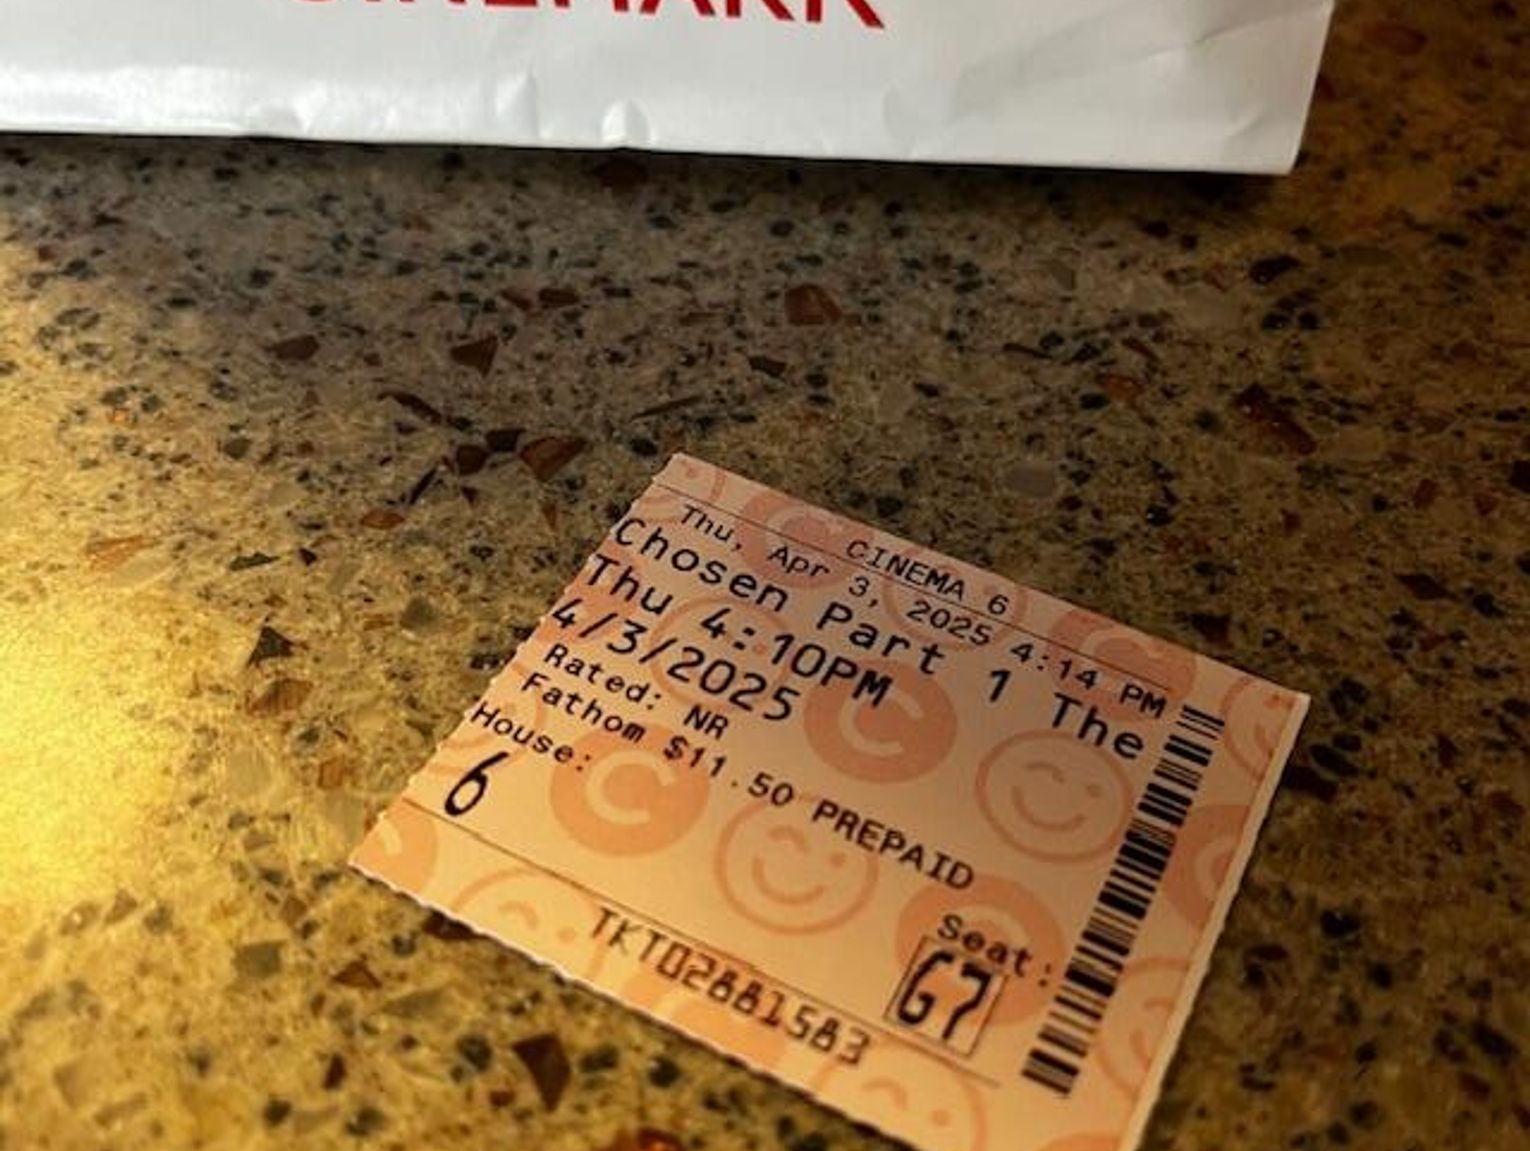 CINEMARK
CINEMA 6
Thu, Apr 3, 2025 4:14 PM
Chosen Part 1 The
Thu 4:10PM
4/3/2025
Rated: NR
Fathom $11.50 PREPAID
House:
6
Seat:
G7
TKT02881583